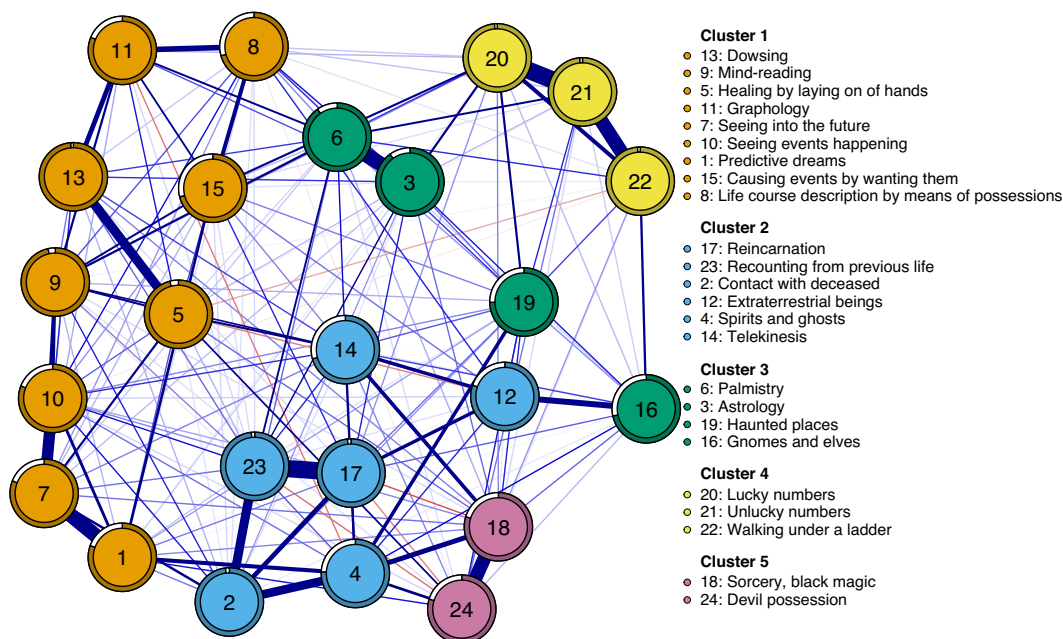 11
8
20
21
6
3
22
13
15
9
5
19
14
12
16
10
23
17
7
18
1
4
2
24
Cluster 1
13: Dowsing
9: Mind-reading
5: Healing by laying on of hands
11: Graphology
7: Seeing into the future
10: Seeing events happening
1: Predictive dreams
15: Causing events by wanting them
8: Life course description by means of possessions
Cluster 2
17: Reincarnation
23: Recounting from previous life
2: Contact with deceased
12: Extraterrestrial beings
4: Spirits and ghosts
14: Telekinesis
Cluster 3
6: Palmistry
3: Astrology
19: Haunted places
16: Gnomes and elves
Cluster 4
20: Lucky numbers
21: Unlucky numbers
22: Walking under a ladder
Cluster 5
18: Sorcery, black magic
24: Devil possession